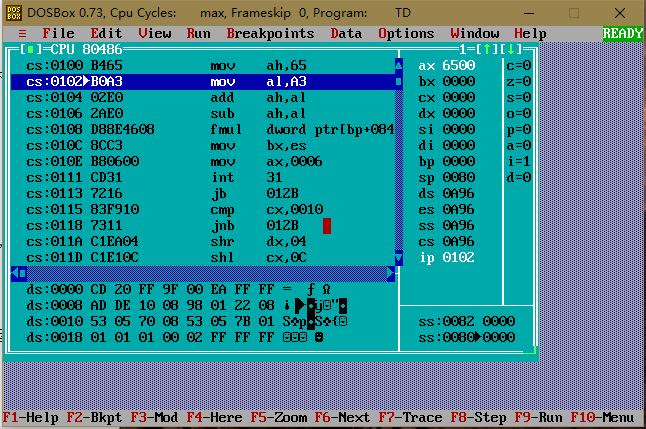 DOSBox 0.73, Cpu Cycles: max, Frameskip 0, Program: TD
≡ File Edit View Run Breakpoints Data Options Window Help READY
[■]=CPU 80486 1=[↑][↓]
cs:0100 B465 mov ah,65 ax 6500 c=0
cs:0102►B0A3 mov al,A3 bx 0000 z=0
cs:0104 02E0 add ah,al cx 0000 s=0
cs:0106 2AE0 sub ah,al dx 0000 o=0
cs:0108 D88E4608 fmul dword ptr[bp+084 si 0000 p=0
cs:010C 8CC3 mov bx,es di 0000 a=0
cs:010E B80600 mov ax,0006 bp 0000 i=1
cs:0111 CD31 int 31 sp 0080 d=0
cs:0113 7216 jb 012B ds 0A96
cs:0115 83F910 cmp cx,0010 es 0A96
cs:0118 7311 jnb 012B ss 0A96
cs:011A C1EA04 shr dx,04 cs 0A96
cs:011D C1E10C shl cx,0C ip 0102
ds:0000 CD 20 FF 9F 00 EA FF FF = ƒ Ω
ds:0008 AD DE 10 08 98 01 22 08
ds:0010 53 05 70 08 53 05 7B 01 S♣p◘S♣{☺
ds:0018 01 01 01 00 02 FF FF FF ☺☺☺ ☻
ss:0082 0000
ss:0080►0000
F1-Help F2-Bkpt F3-Mod F4-Here F5-Zoom F6-Next F7-Trace F8-Step F9-Run F10-Menu